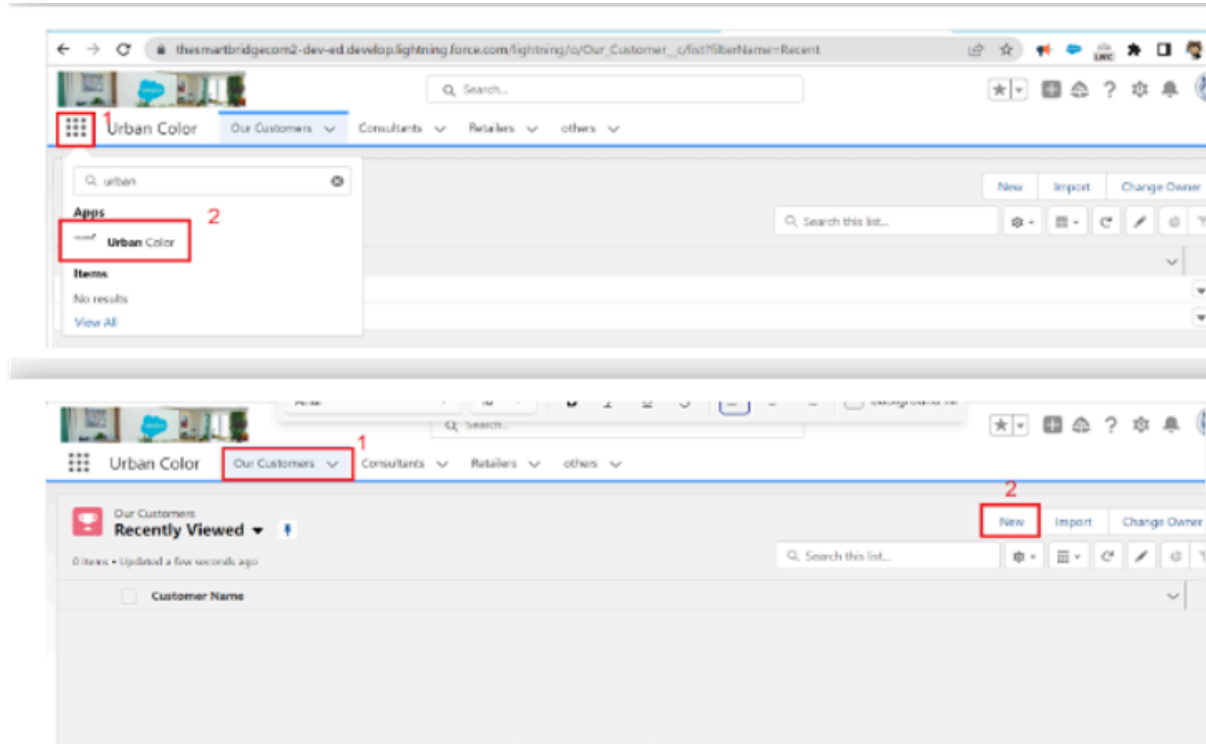 thesmartbridgecom2-dev-ed.develop.lightning.force.com/lightning/o/Our_Customer__c/list?filterName=Recent
Search...
1
Urban Color Our Customers Consultants Retailers others
urban
New Import Change Owner
Apps
2
Search this list...
Urban Color
Items
No results
View All
Search...
1
Urban Color Our Customers Consultants Retailers others
2
Our Customers
Recently Viewed
New Import Change Owner
0 items • Updated a few seconds ago
Search this list...
Customer Name